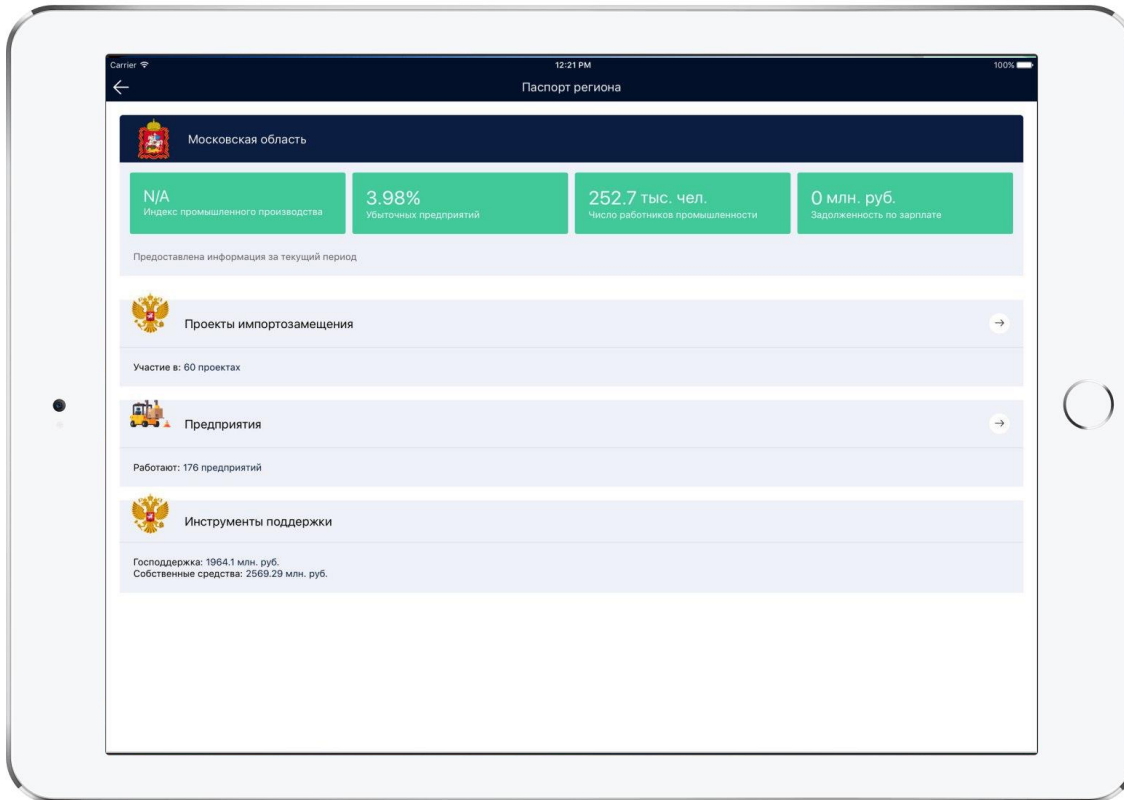 Carrier 12:21 PM 100%
Паспорт региона
Московская область
N/A
Индекс промышленного производства
3.98%
Убыточных предприятий
252.7 тыс. чел.
Число работников промышленности
0 млн. руб.
Задолженность по зарплате
Предоставлена информация за текущий период
Проекты импортозамещения
Участие в: 60 проектах
Предприятия
Работают: 176 предприятий
Инструменты поддержки
Господдержка: 1964.1 млн. руб.
Собственные средства: 2569.29 млн. руб.